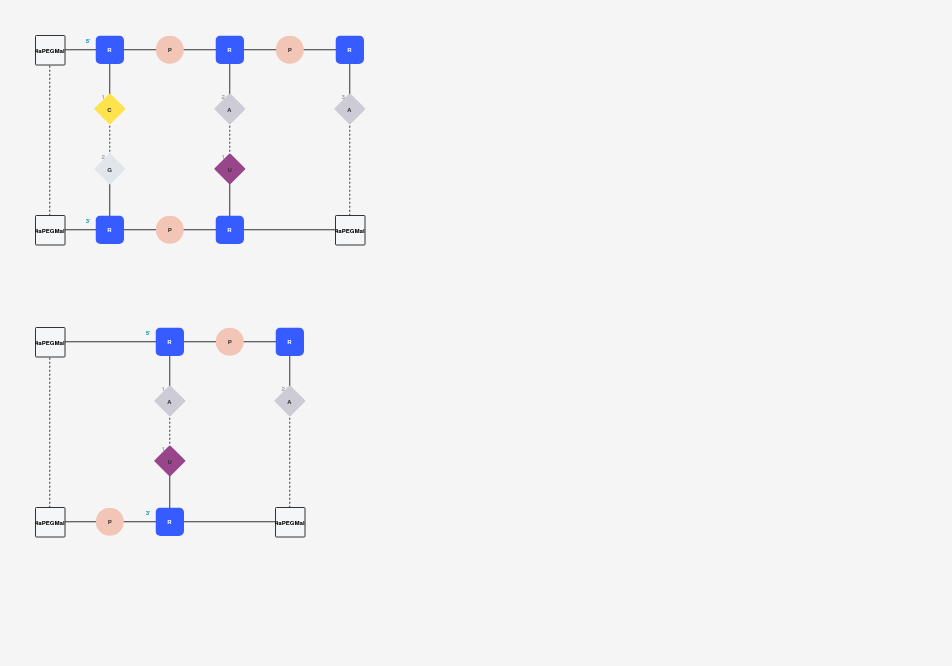 5' R P R P R
4aPEGMal
1 2 3
C A A
2 1
G U
3'
4aPEGMal R P R 4aPEGMal
5'
4aPEGMal R P R
1 2
A A
1
U
3'
4aPEGMal P R 4aPEGMal